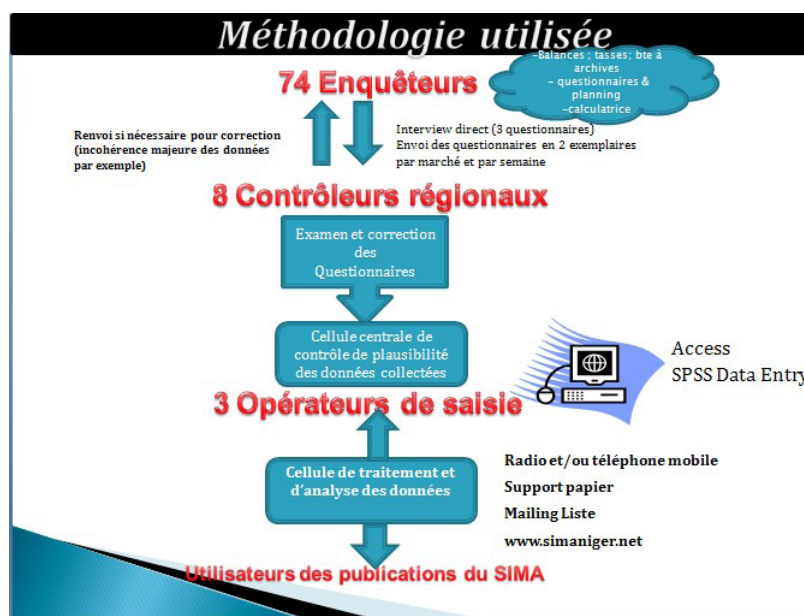 Méthodologie utilisée
-Balances ; tasses; bte à
archives
- questionnaires &
planning
-calculatrice
74 Enquêteurs
Renvoi si nécessaire pour correction
(incohérence majeure des données
par exemple)
Interview direct (3 questionnaires)
Envoi des questionnaires en 2 exemplaires
par marché et par semaine
8 Contrôleurs régionaux
Examen et correction
des
Questionnaires
Cellule centrale de
contrôle de plausibilité
des données collectées
Access
SPSS Data Entry
3 Opérateurs de saisie
Cellule de traitement et
d'analyse des données
Radio et/ou téléphone mobile
Support papier
Mailing Liste
www.simaniger.net
Utilisateurs des publications du SIMA